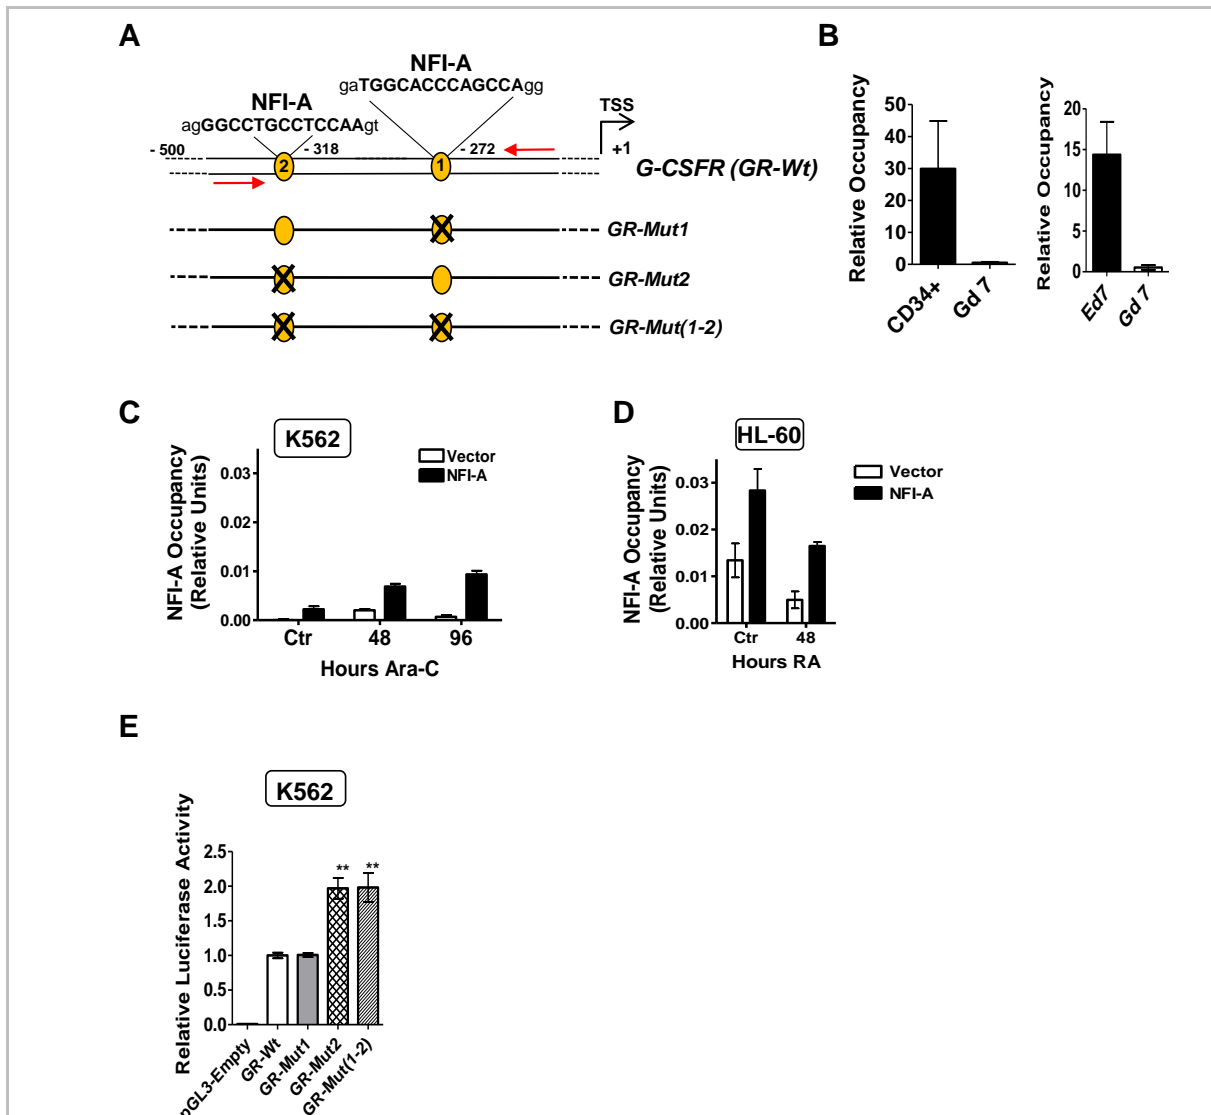 A
NFI-A
gaTGGCACCCAGCCAgg
NFI-A
agGGCCTGCCTCCAAgt
TSS
- 500
- 318
- 272
+1
2
1
G-CSFR (GR-Wt)
GR-Mut1
GR-Mut2
GR-Mut(1-2)
B
Relative Occupancy
50
40
30
20
10
0
CD34+
Gd 7
Relative Occupancy
20
15
10
5
0
Ed7
Gd 7
C
K562
Vector
NFI-A
NFI-A Occupancy
(Relative Units)
0.03
0.02
0.01
0.00
Ctr
48
96
Hours Ara-C
D
HL-60
Vector
NFI-A
NFI-A Occupancy
(Relative Units)
0.03
0.02
0.01
0.00
Ctr
48
Hours RA
E
K562
Relative Luciferase Activity
2.5
2.0
1.5
1.0
0.5
0.0
**
**
pGL3-Empty
GR-Wt
GR-Mut1
GR-Mut2
GR-Mut(1-2)